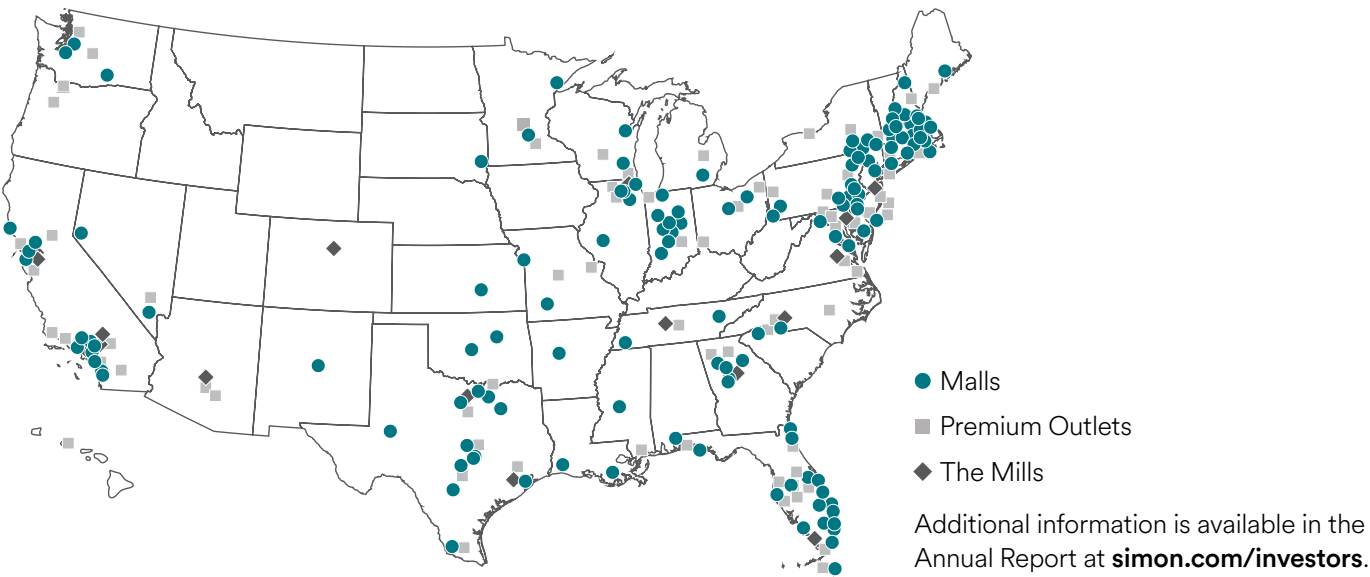 Malls
Premium Outlets
The Mills
Additional information is available in the
Annual Report at simon.com/investors.